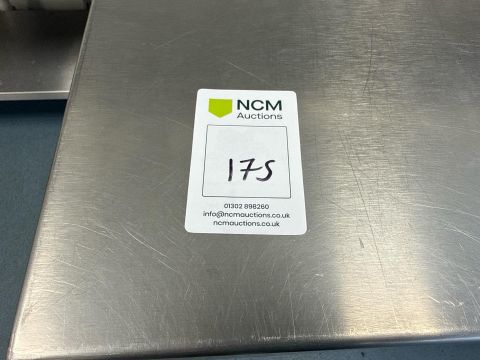 NCM
Auctions
175
01302 898260
info@ncmauctions.co.uk
ncmauctions.co.uk